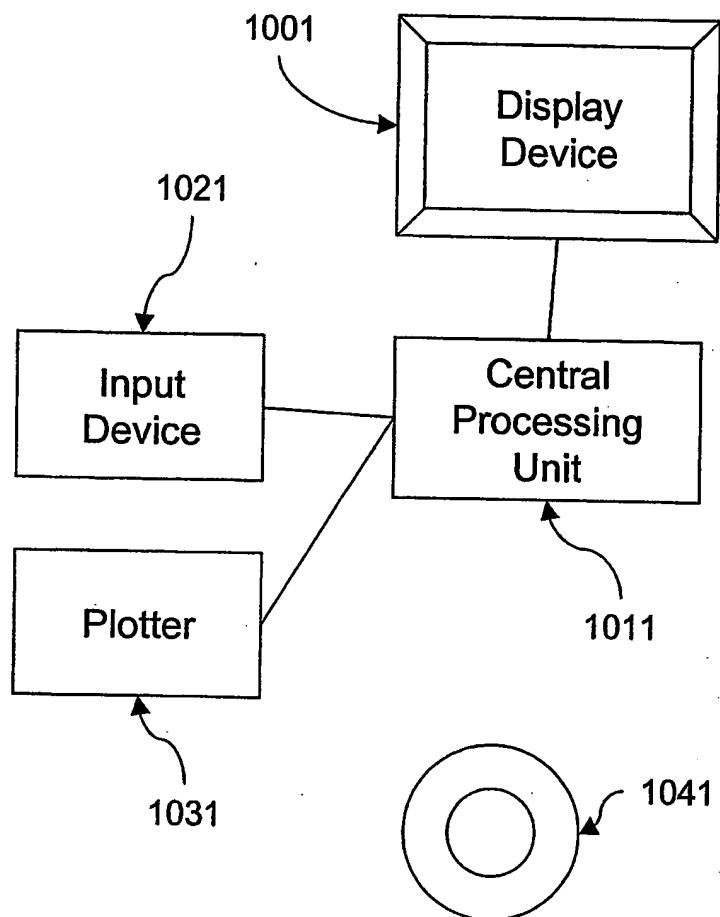 1001
Display
Device
1021
Input
Device
Central
Processing
Unit
Plotter
1011
1031
1041